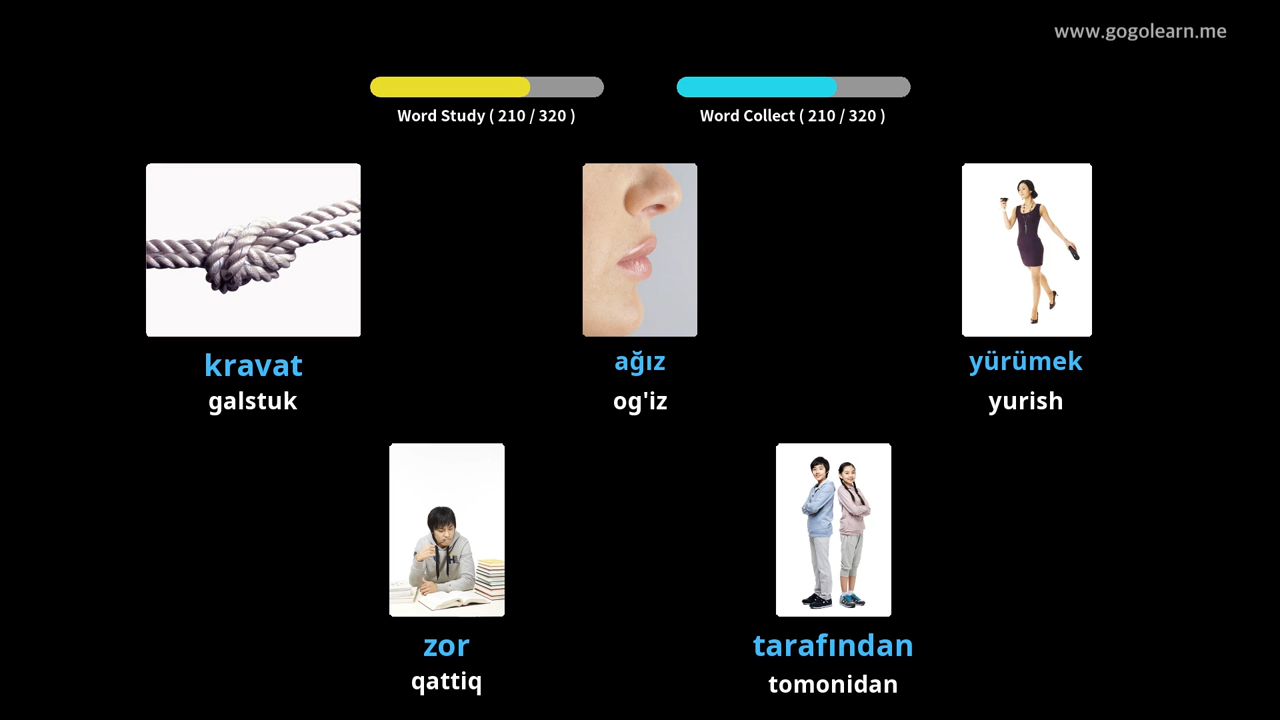 www.gogolearn.me
Word Study ( 210 / 320 )
Word Collect ( 210 / 320 )
kravat
galstuk
ağız
og'iz
yürümek
yurish
zor
qattiq
tarafından
tomonidan